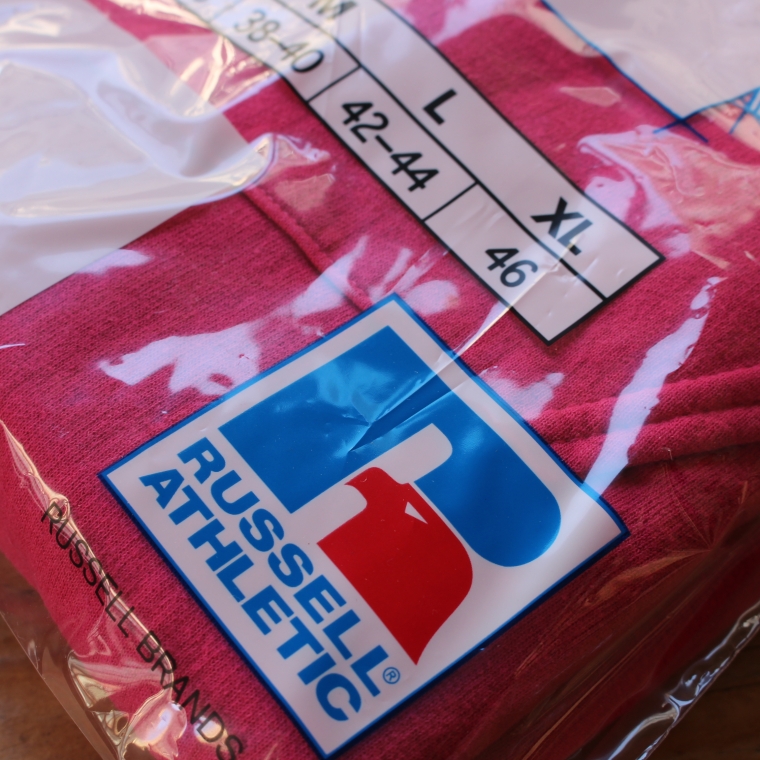 M L XL
38-40 42-44 46
RUSSELL
ATHLETIC®
RUSSELL BRANDS